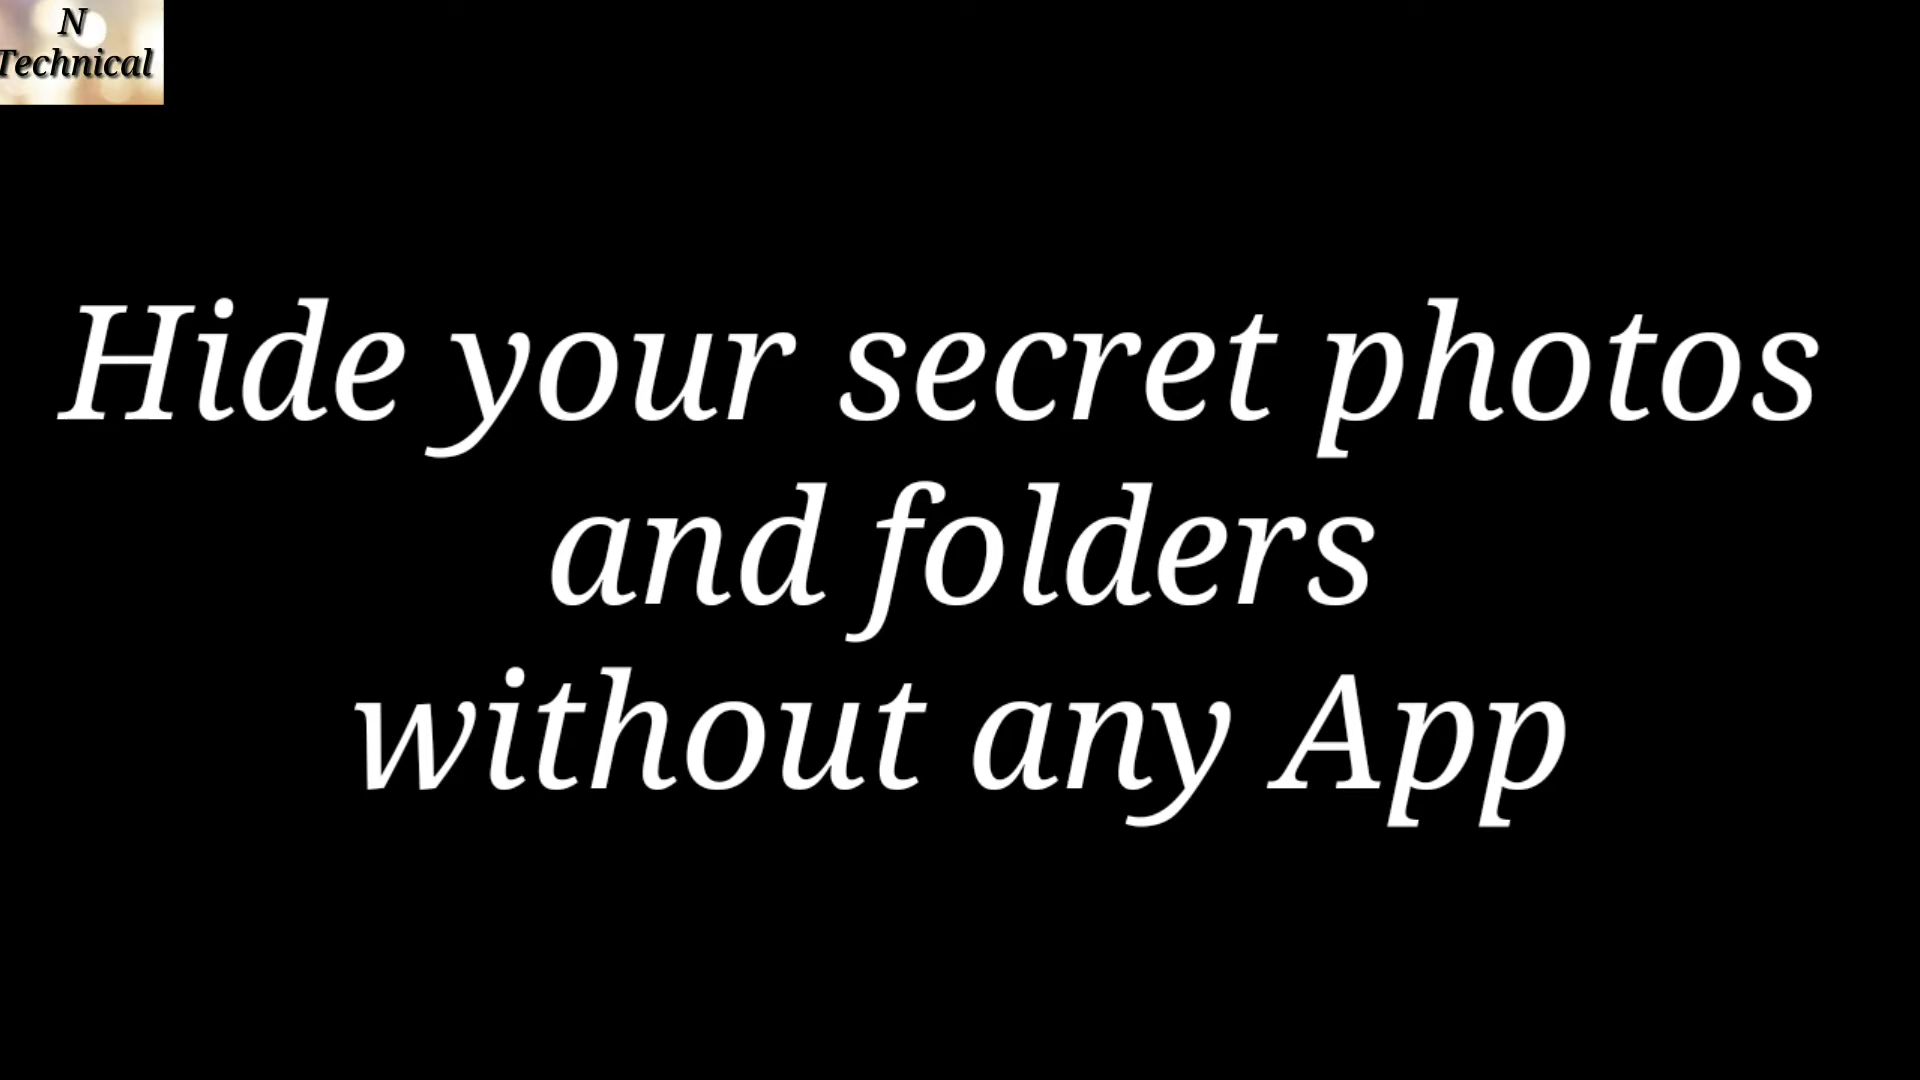 N
Technical
Hide your secret photos
and folders
without any App